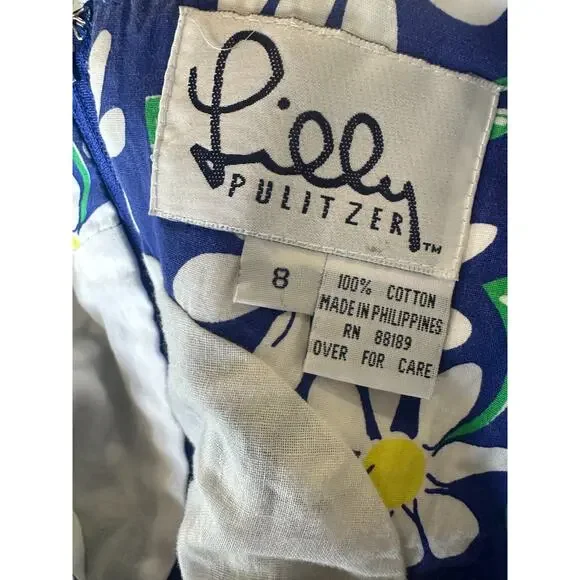 Lilly
PULITZER
TM
8
100% COTTON
MADE IN PHILIPPINES
RN 88189
OVER FOR CARE